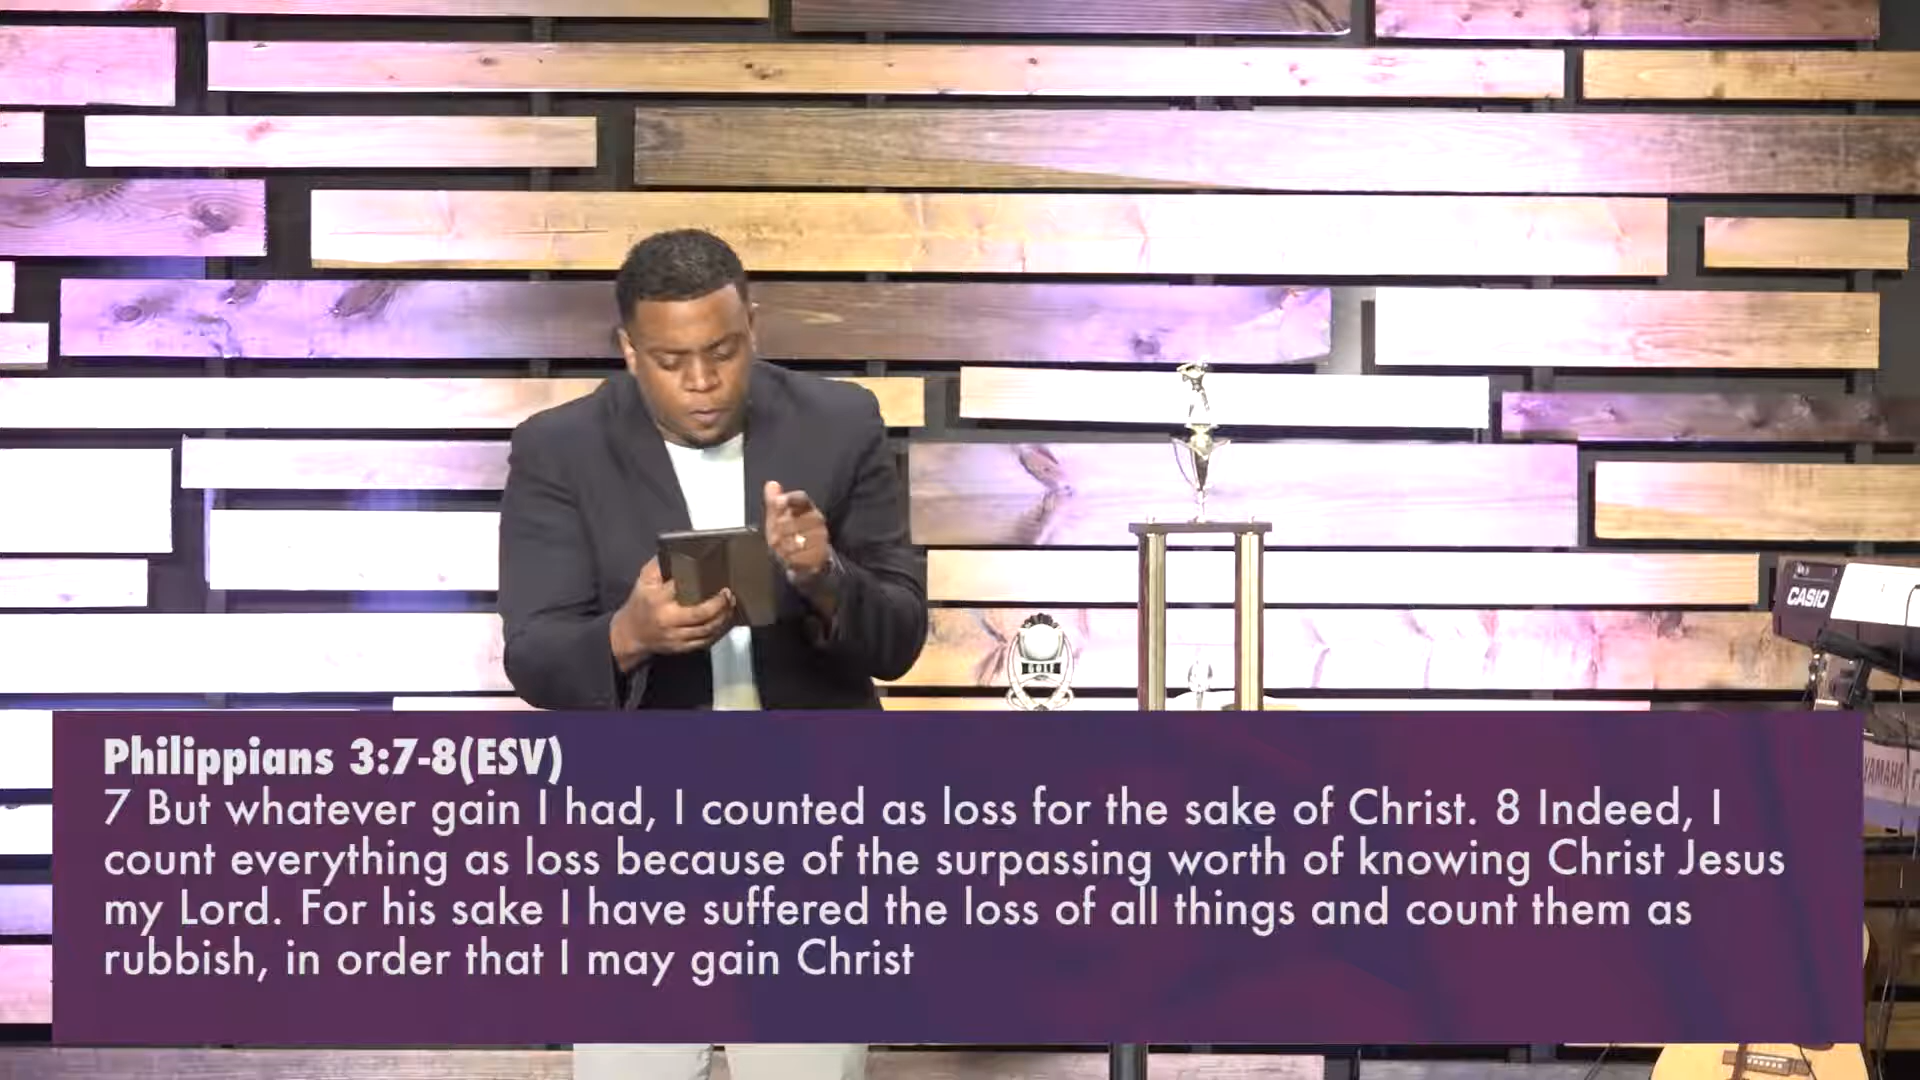 GOLF
CASIO
YAMAHA
Philippians 3:7-8(ESV)
7 But whatever gain I had, I counted as loss for the sake of Christ. 8 Indeed, I
count everything as loss because of the surpassing worth of knowing Christ Jesus
my Lord. For his sake I have suffered the loss of all things and count them as
rubbish, in order that I may gain Christ